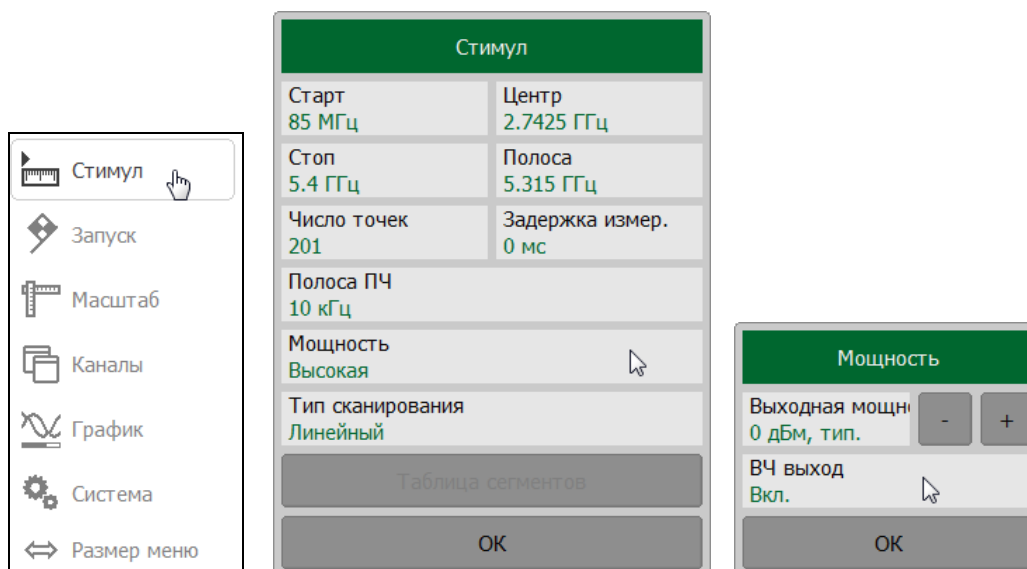 Стимул
Запуск
Масштаб
Каналы
График
Система
Размер меню
Стимул
Старт
85 МГц
Центр
2.7425 ГГц
Стоп
5.4 ГГц
Полоса
5.315 ГГц
Число точек
201
Задержка измер.
0 мс
Полоса ПЧ
10 кГц
Мощность
Высокая
Тип сканирования
Линейный
Таблица сегментов
ОК
Мощность
Выходная мощн
0 дБм, тип.
- +
ВЧ выход
Вкл.
ОК